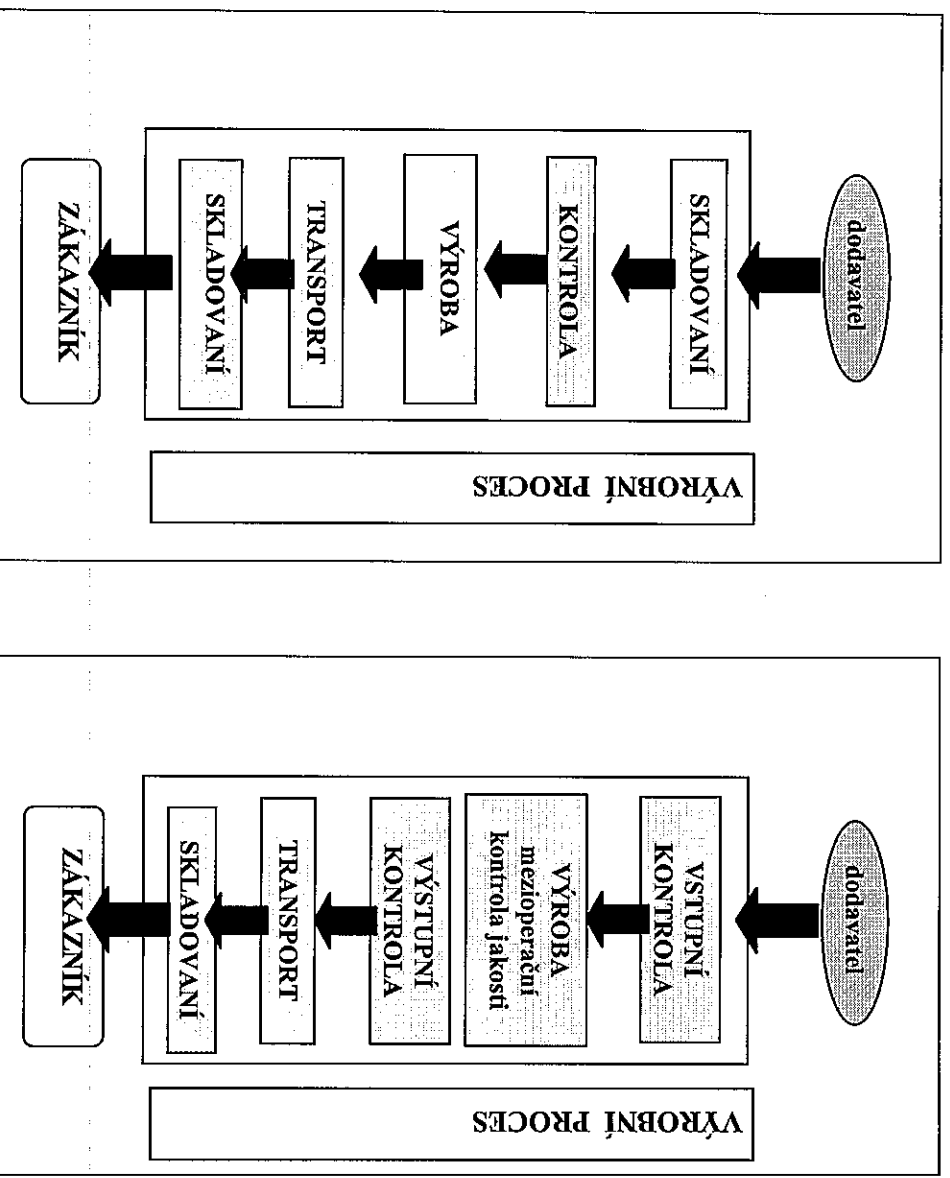 dodavatel
SKLADOVANÍ
KONTROLA
VÝROBA
TRANSPORT
SKLADOVANÍ
ZÁKAZNÍK
VÝROBNÍ PROCES
dodavatel
VSTUPNÍ
KONTROLA
VÝROBA
mezioperační
kontrola jakosti
VÝSTUPNÍ
KONTROLA
TRANSPORT
SKLADOVANÍ
ZÁKAZNÍK
VÝROBNÍ PROCES